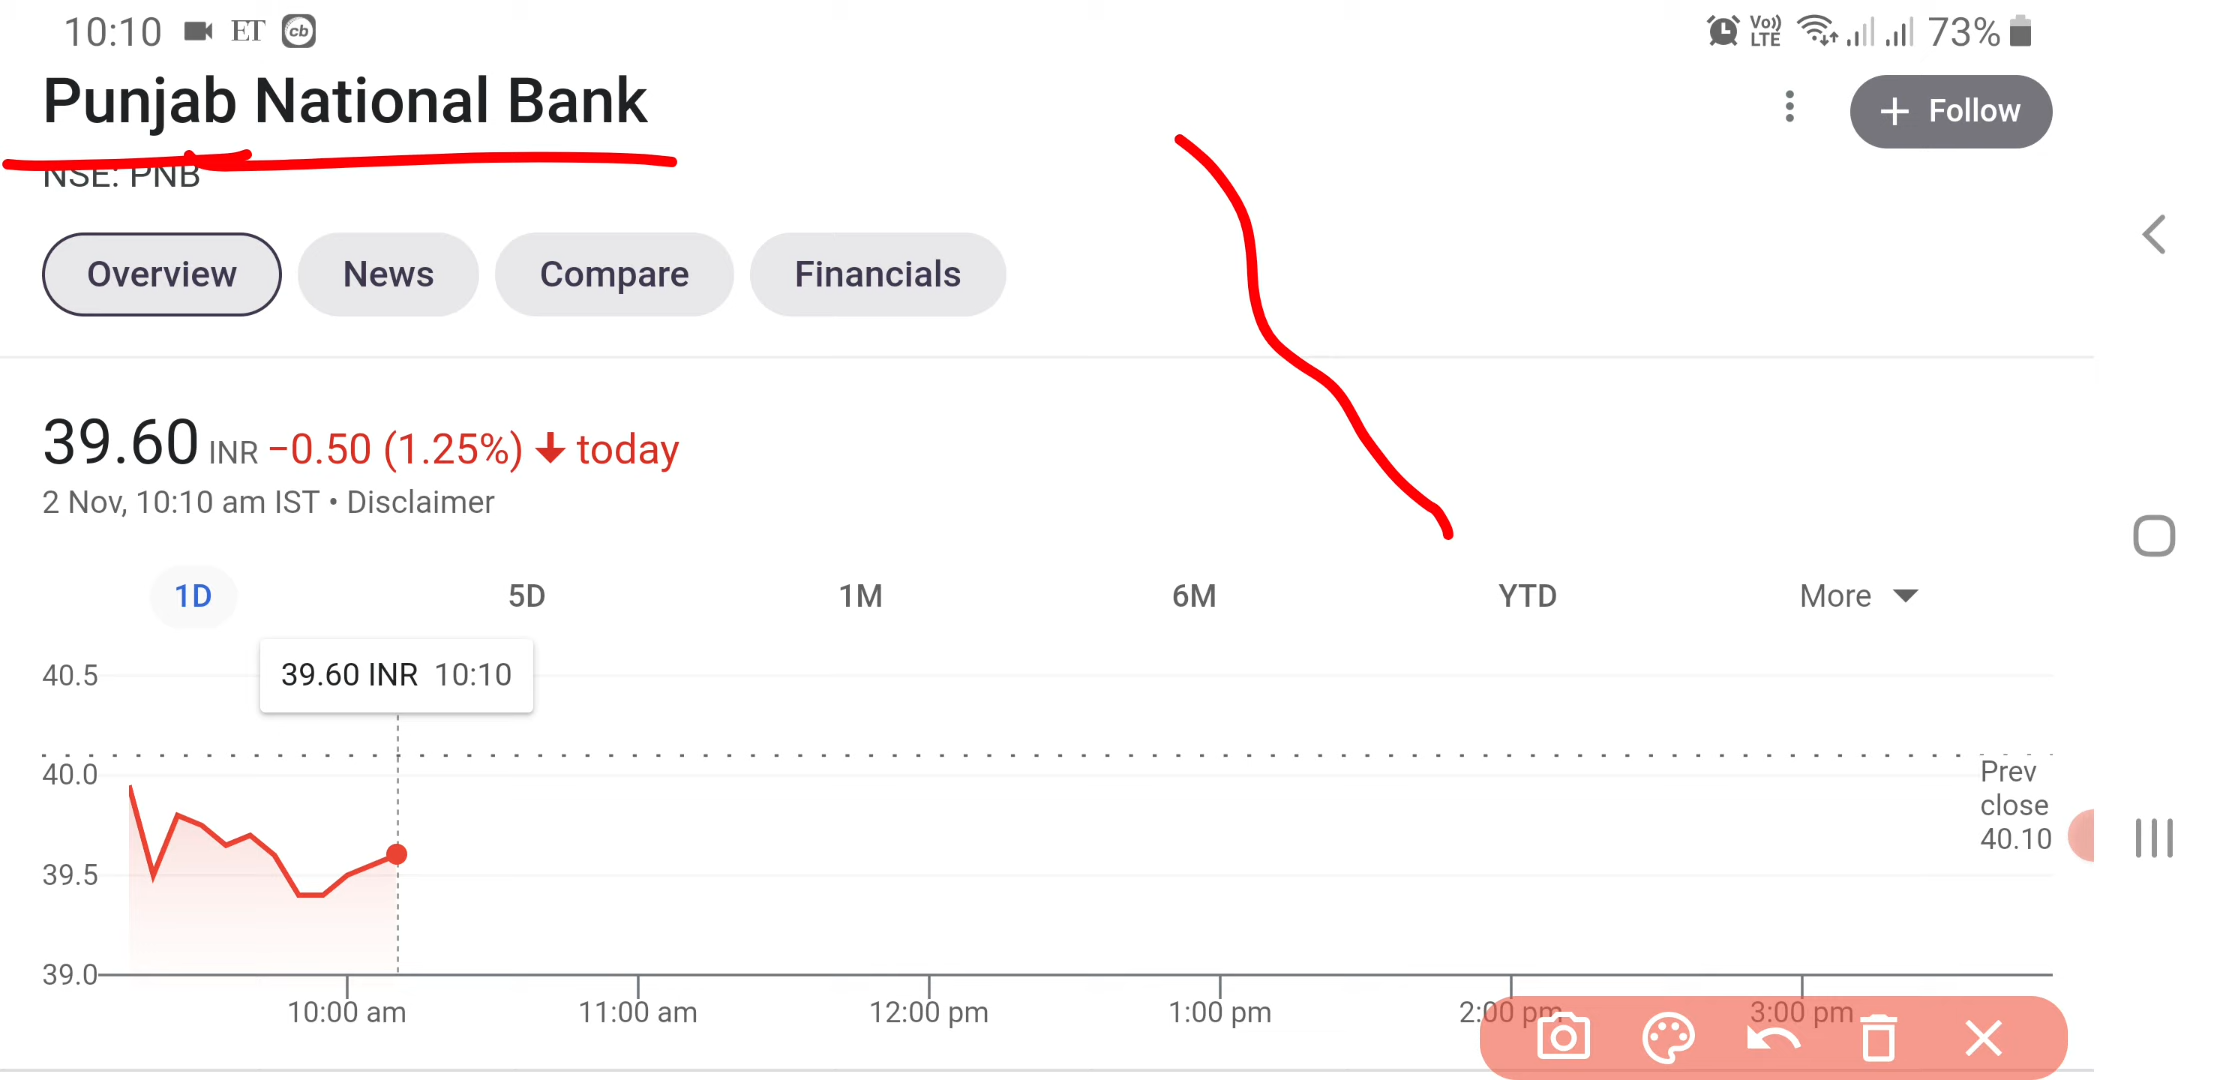 10:10 ET cb Vo)) LTE 73%
Punjab National Bank
+ Follow
NSE: PNB
Overview News Compare Financials
39.60 INR −0.50 (1.25%) ↓ today
2 Nov, 10:10 am IST • Disclaimer
1D 5D 1M 6M YTD More
39.60 INR 10:10
40.5
40.0
39.5
39.0
Prev
close
40.10
10:00 am 11:00 am 12:00 pm 1:00 pm 2:00 pm 3:00 pm